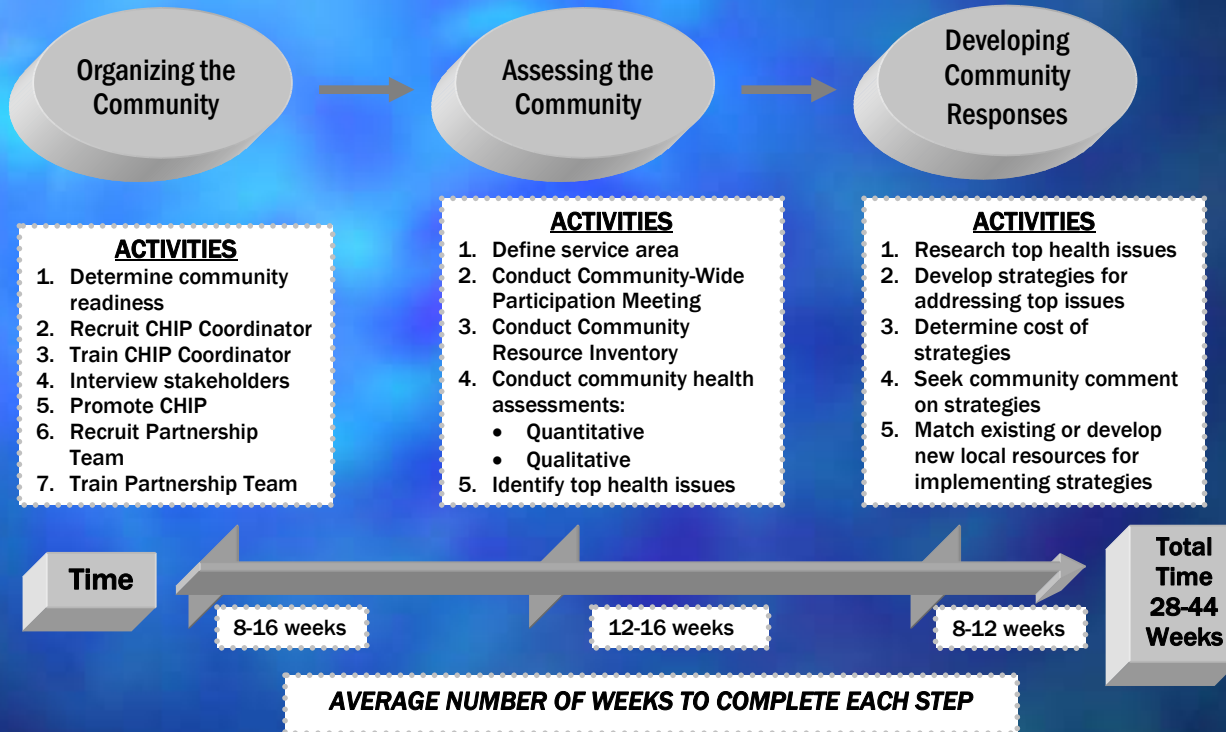 Organizing the
Community
Assessing the
Community
Developing
Community
Responses
ACTIVITIES
1. Determine community
readiness
2. Recruit CHIP Coordinator
3. Train CHIP Coordinator
4. Interview stakeholders
5. Promote CHIP
6. Recruit Partnership
Team
7. Train Partnership Team
ACTIVITIES
1. Define service area
2. Conduct Community-Wide
Participation Meeting
3. Conduct Community
Resource Inventory
4. Conduct community health
assessments:
• Quantitative
• Qualitative
5. Identify top health issues
ACTIVITIES
1. Research top health issues
2. Develop strategies for
addressing top issues
3. Determine cost of
strategies
4. Seek community comment
on strategies
5. Match existing or develop
new local resources for
implementing strategies
Time
8-16 weeks
12-16 weeks
8-12 weeks
Total
Time
28-44
Weeks
AVERAGE NUMBER OF WEEKS TO COMPLETE EACH STEP